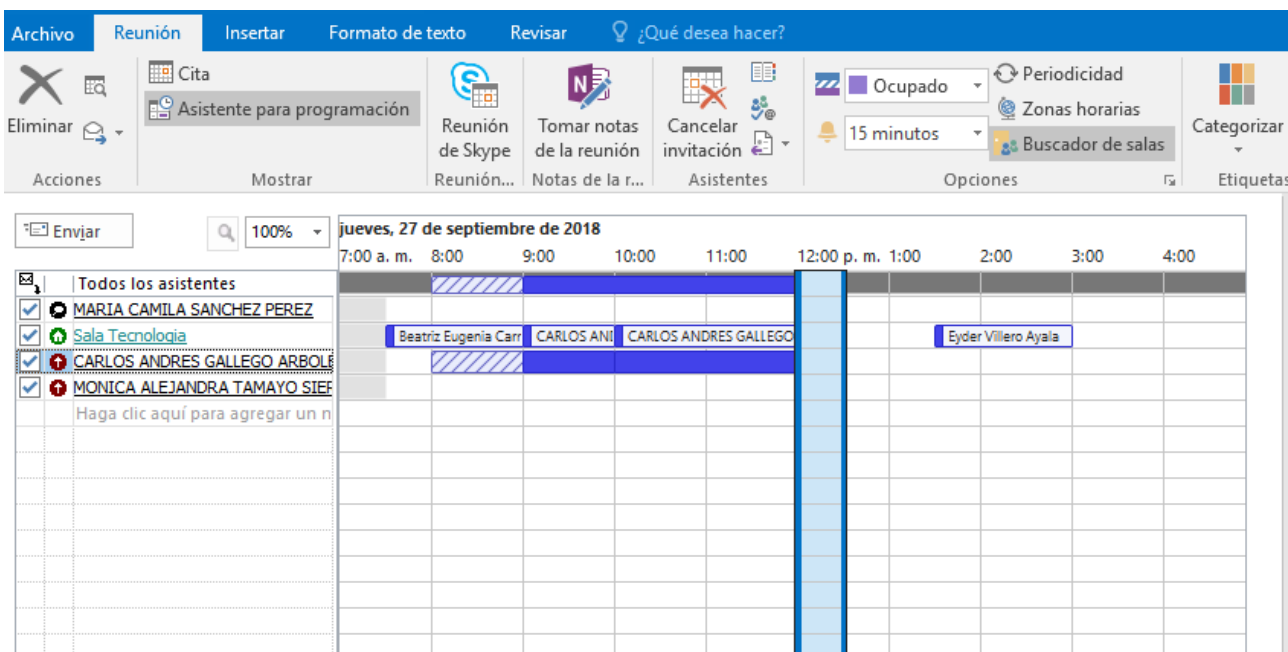 Archivo Reunión Insertar Formato de texto Revisar ¿Qué desea hacer?
Cita
Asistente para programación
Eliminar
Reunión de Skype
Tomar notas de la reunión
Cancelar invitación
Ocupado
15 minutos
Periodicidad
Zonas horarias
Buscador de salas
Categorizar
Acciones Mostrar Reunión... Notas de la r... Asistentes Opciones Etiquetas
Enviar 100% jueves, 27 de septiembre de 2018
7:00 a. m. 8:00 9:00 10:00 11:00 12:00 p. m. 1:00 2:00 3:00 4:00
Todos los asistentes
MARIA CAMILA SANCHEZ PEREZ
Sala Tecnologia Beatriz Eugenia Carr CARLOS ANI CARLOS ANDRES GALLEGO Eyder Villero Ayala
CARLOS ANDRES GALLEGO ARBOLE
MONICA ALEJANDRA TAMAYO SIER
Haga clic aquí para agregar un n